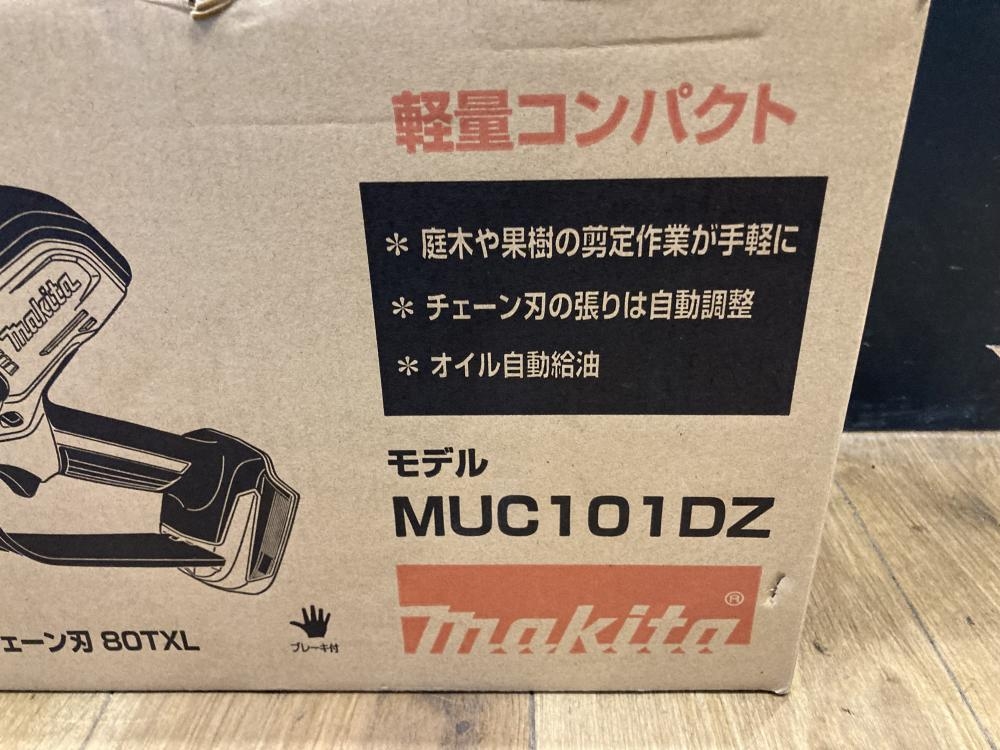 軽量コンパクト
＊ 庭木や果樹の剪定作業が手軽に
＊ チェーン刃の張りは自動調整
＊ オイル自動給油
makita
モデル
MUC101DZ
makita®
ェーン刃 80TXL
ブレーキ付